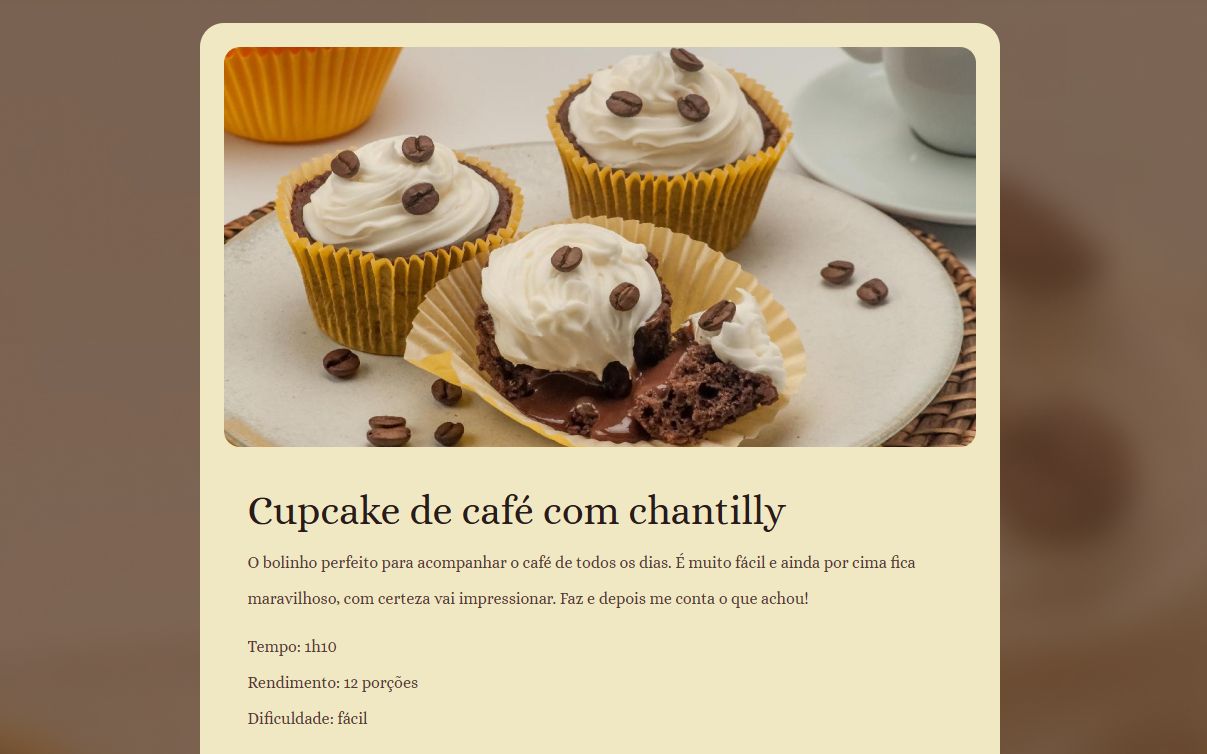 Cupcake de café com chantilly
O bolinho perfeito para acompanhar o café de todos os dias. É muito fácil e ainda por cima fica
maravilhoso, com certeza vai impressionar. Faz e depois me conta o que achou!
Tempo: 1h10
Rendimento: 12 porções
Dificuldade: fácil